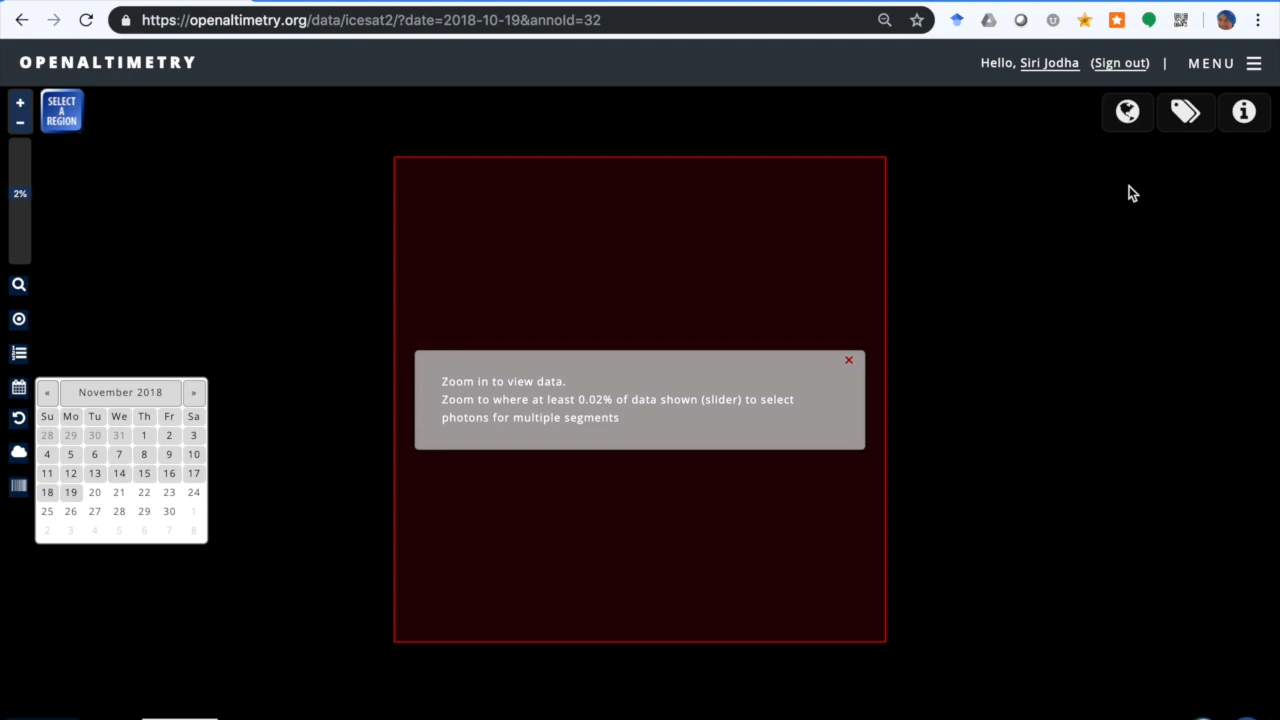 https://openaltimetry.org/data/icesat2/?date=2018-10-19&annoId=32
OPENALTIMETRY
Hello, Siri Jodha (Sign out) | MENU
+
-
SELECT
A
REGION
2%
Zoom in to view data.
Zoom to where at least 0.02% of data shown (slider) to select
photons for multiple segments
« November 2018 »
Su Mo Tu We Th Fr Sa
28 29 30 31 1 2 3
4 5 6 7 8 9 10
11 12 13 14 15 16 17
18 19 20 21 22 23 24
25 26 27 28 29 30 1
2 3 4 5 6 7 8